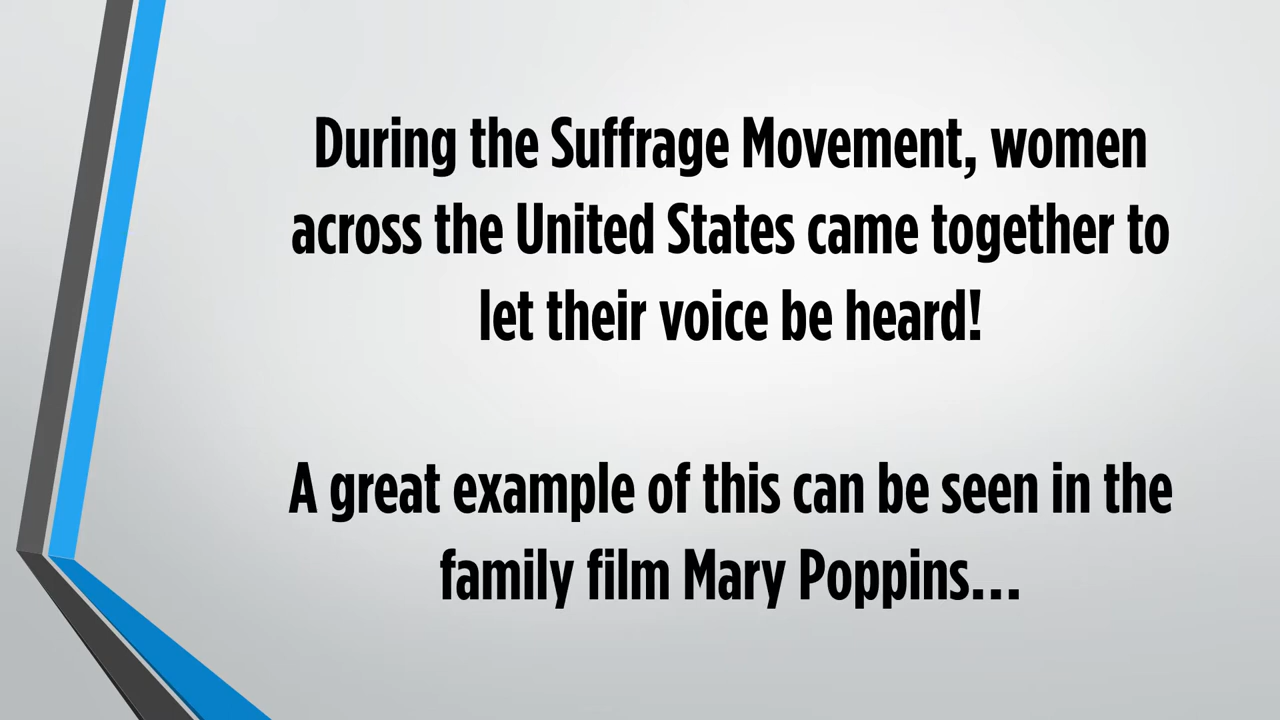 During the Suffrage Movement, women
across the United States came together to
let their voice be heard!
A great example of this can be seen in the
family film Mary Poppins...